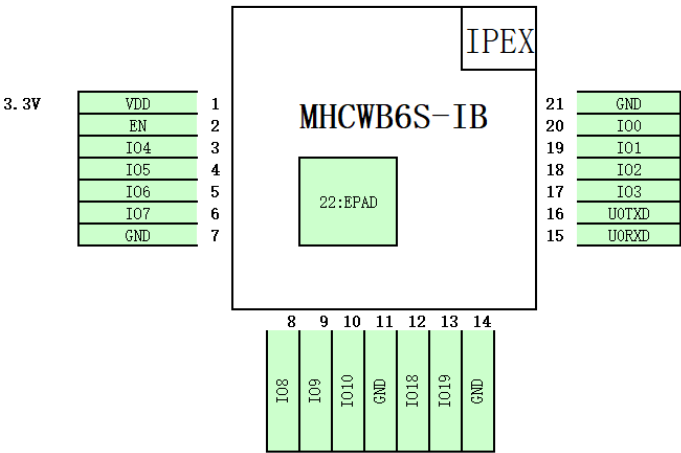 IPEX
MHCWB6S-IB
22:EPAD
3.3V VDD 1
EN 2
IO4 3
IO5 4
IO6 5
IO7 6
GND 7
21 GND
20 IO0
19 IO1
18 IO2
17 IO3
16 U0TXD
15 U0RXD
8 9 10 11 12 13 14
IO8 IO9 IO10 GND IO18 IO19 GND